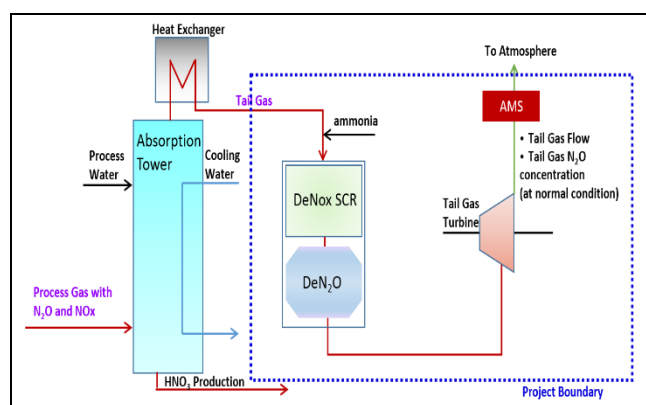 Heat Exchanger
To Atmosphere
AMS
Tail Gas
ammonia
• Tail Gas Flow
• Tail Gas N₂O
concentration
(at normal condition)
Absorption
Tower
Process
Water
Cooling
Water
DeNox SCR
Tail Gas
Turbine
DeN₂O
Process Gas with
N₂O and NOx
HNO₃ Production
Project Boundary